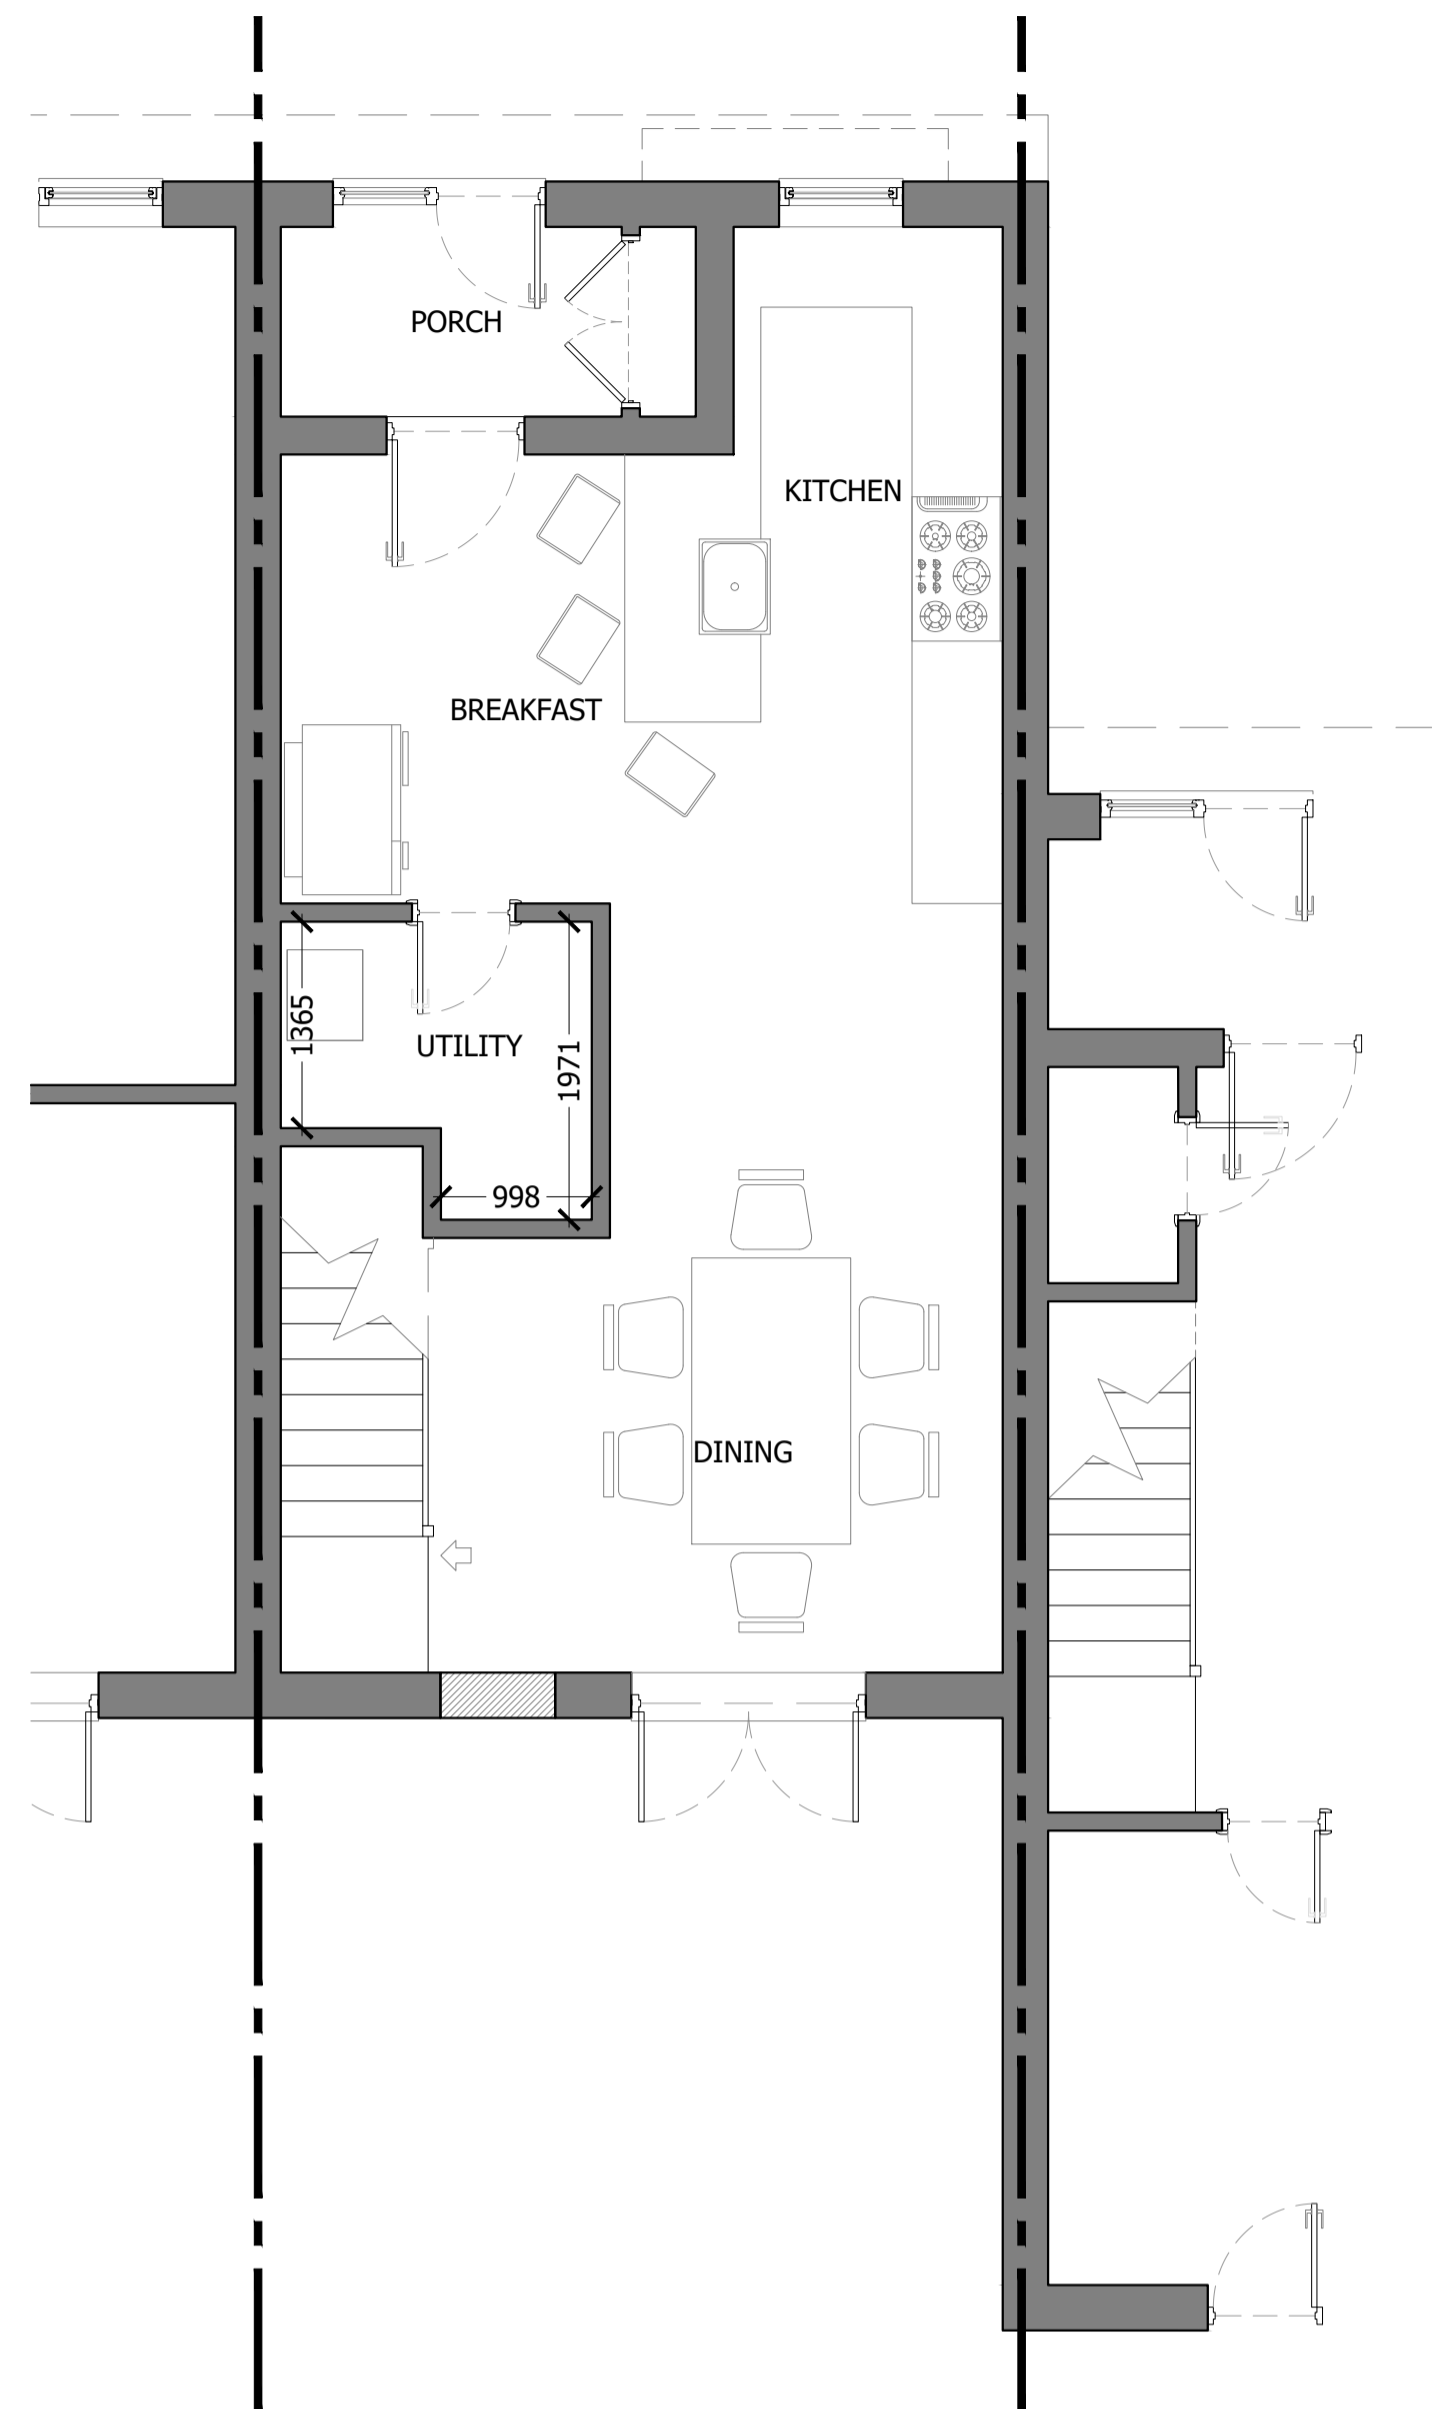 PORCH
KITCHEN
BREAKFAST
1365
UTILITY
1971
998
DINING